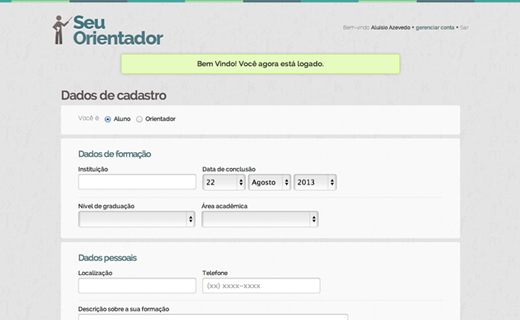 Seu
Orientador
Bem-vindo Aluísio Azevedo • gerenciar conta • Sair
Bem Vindo! Você agora está logado.
Dados de cadastro
Você é Aluno Orientador
Dados de formação
Instituição Data de conclusão
22 Agosto 2013
Nível de graduação Área acadêmica
Dados pessoais
Localização Telefone
(xx) xxxx-xxxx
Descrição sobre a sua formação